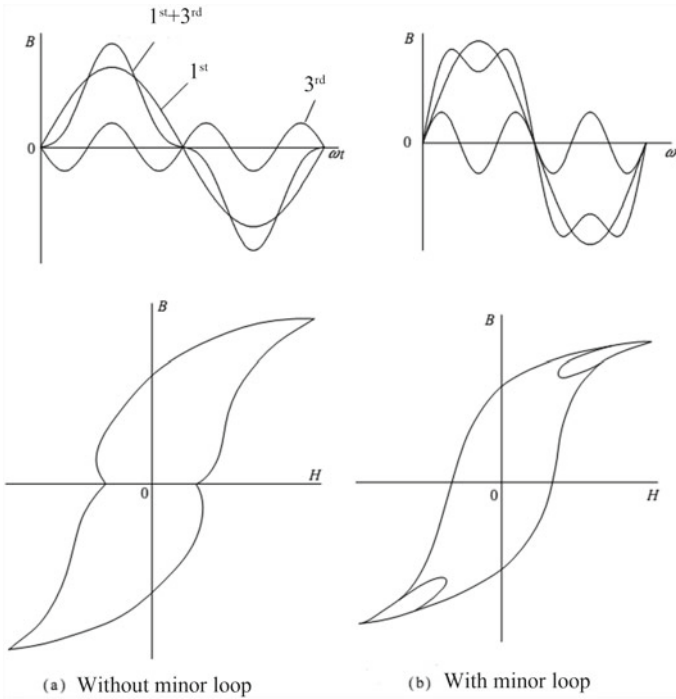 B
1st+3rd
1st
3rd
0
ωt
B
0
ω
B
H
0
(a) Without minor loop
B
H
0
(b) With minor loop